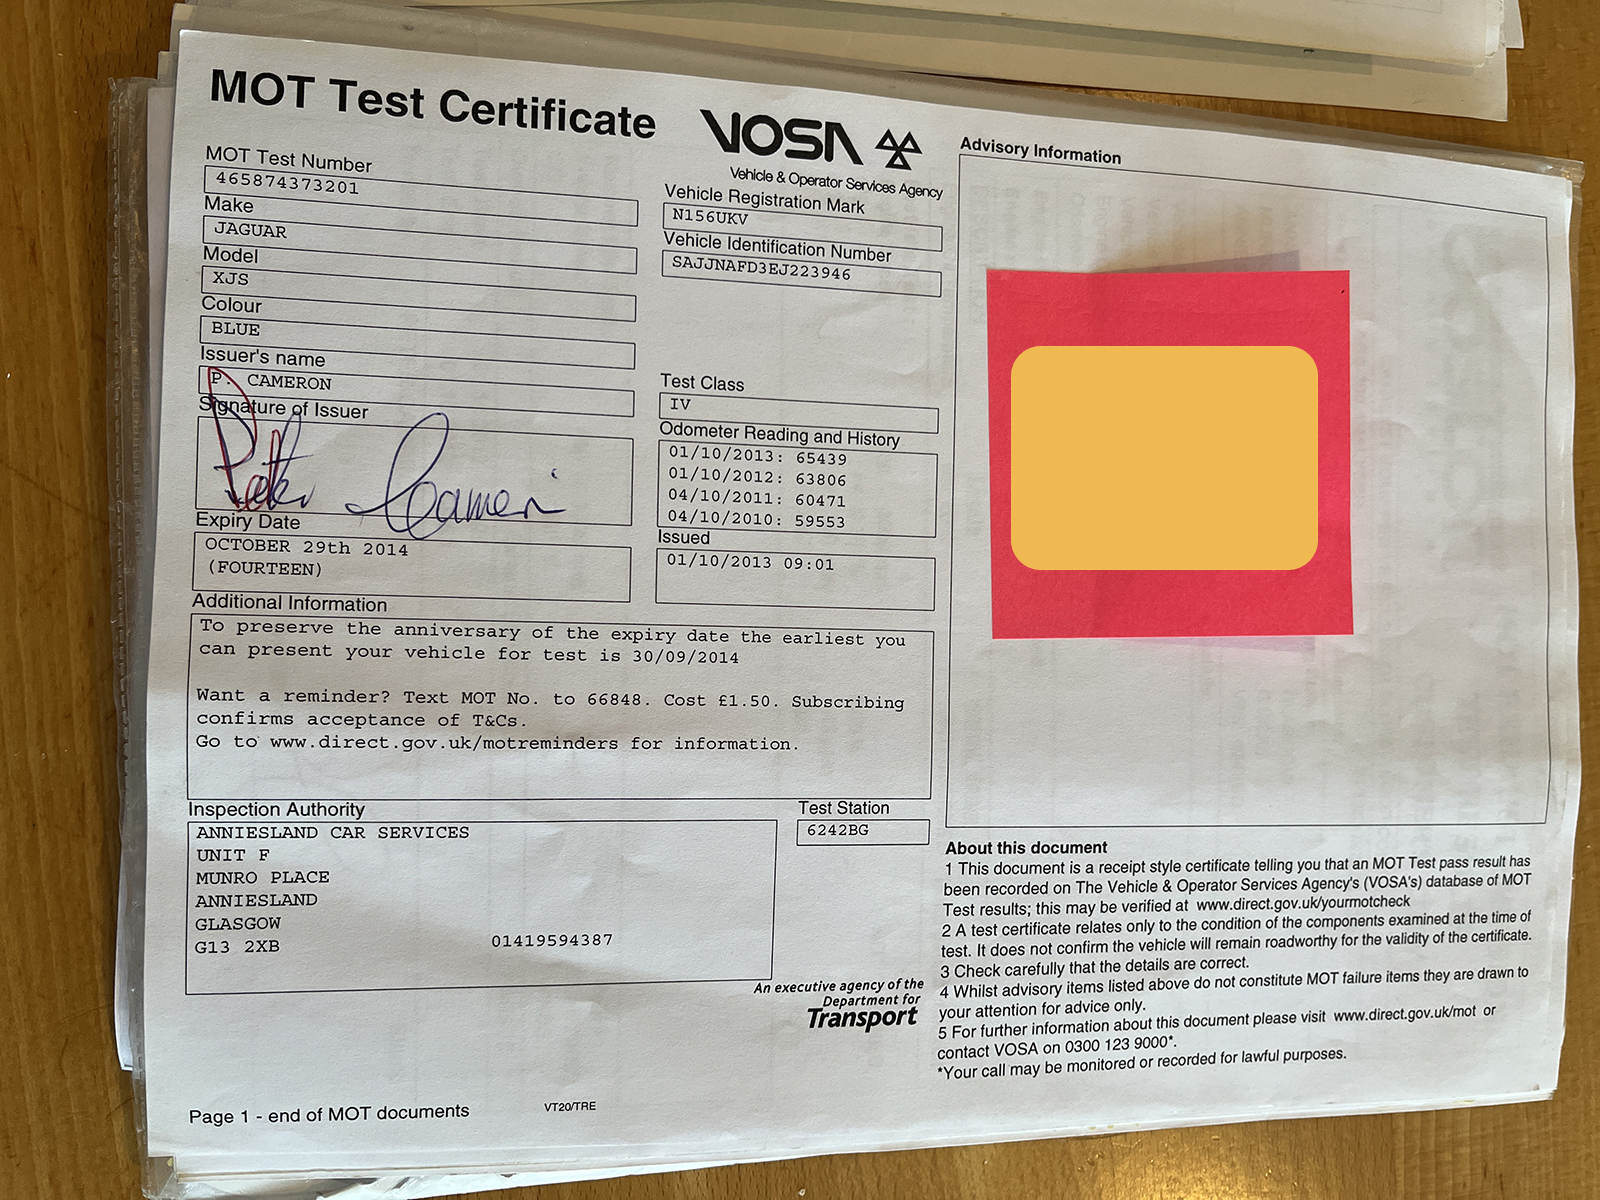 MOT Test Certificate
VOSA
Vehicle & Operator Services Agency
MOT Test Number
465874373201
Make
JAGUAR
Model
XJS
Colour
BLUE
Issuer's name
P. CAMERON
Signature of Issuer
Peter Cameron
Expiry Date
OCTOBER 29th 2014
(FOURTEEN)
Vehicle Registration Mark
N156UKV
Vehicle Identification Number
SAJJNAFD3EJ223946
Test Class
IV
Odometer Reading and History
01/10/2013: 65439
01/10/2012: 63806
04/10/2011: 60471
04/10/2010: 59553
Issued
01/10/2013 09:01
Additional Information
To preserve the anniversary of the expiry date the earliest you
can present your vehicle for test is 30/09/2014
Want a reminder? Text MOT No. to 66848. Cost £1.50. Subscribing
confirms acceptance of T&Cs.
Go to www.direct.gov.uk/motreminders for information.
Inspection Authority
ANNIESLAND CAR SERVICES
UNIT F
MUNRO PLACE
ANNIESLAND
GLASGOW
G13 2XB 01419594387
Test Station
6242BG
An executive agency of the
Department for
Transport
Page 1 - end of MOT documents
VT20/TRE
Advisory Information
About this document
1 This document is a receipt style certificate telling you that an MOT Test pass result has
been recorded on The Vehicle & Operator Services Agency's (VOSA's) database of MOT
Test results; this may be verified at www.direct.gov.uk/yourmotcheck
2 A test certificate relates only to the condition of the components examined at the time of
test. It does not confirm the vehicle will remain roadworthy for the validity of the certificate.
3 Check carefully that the details are correct.
4 Whilst advisory items listed above do not constitute MOT failure items they are drawn to
your attention for advice only.
5 For further information about this document please visit www.direct.gov.uk/mot or
contact VOSA on 0300 123 9000*.
*Your call may be monitored or recorded for lawful purposes.